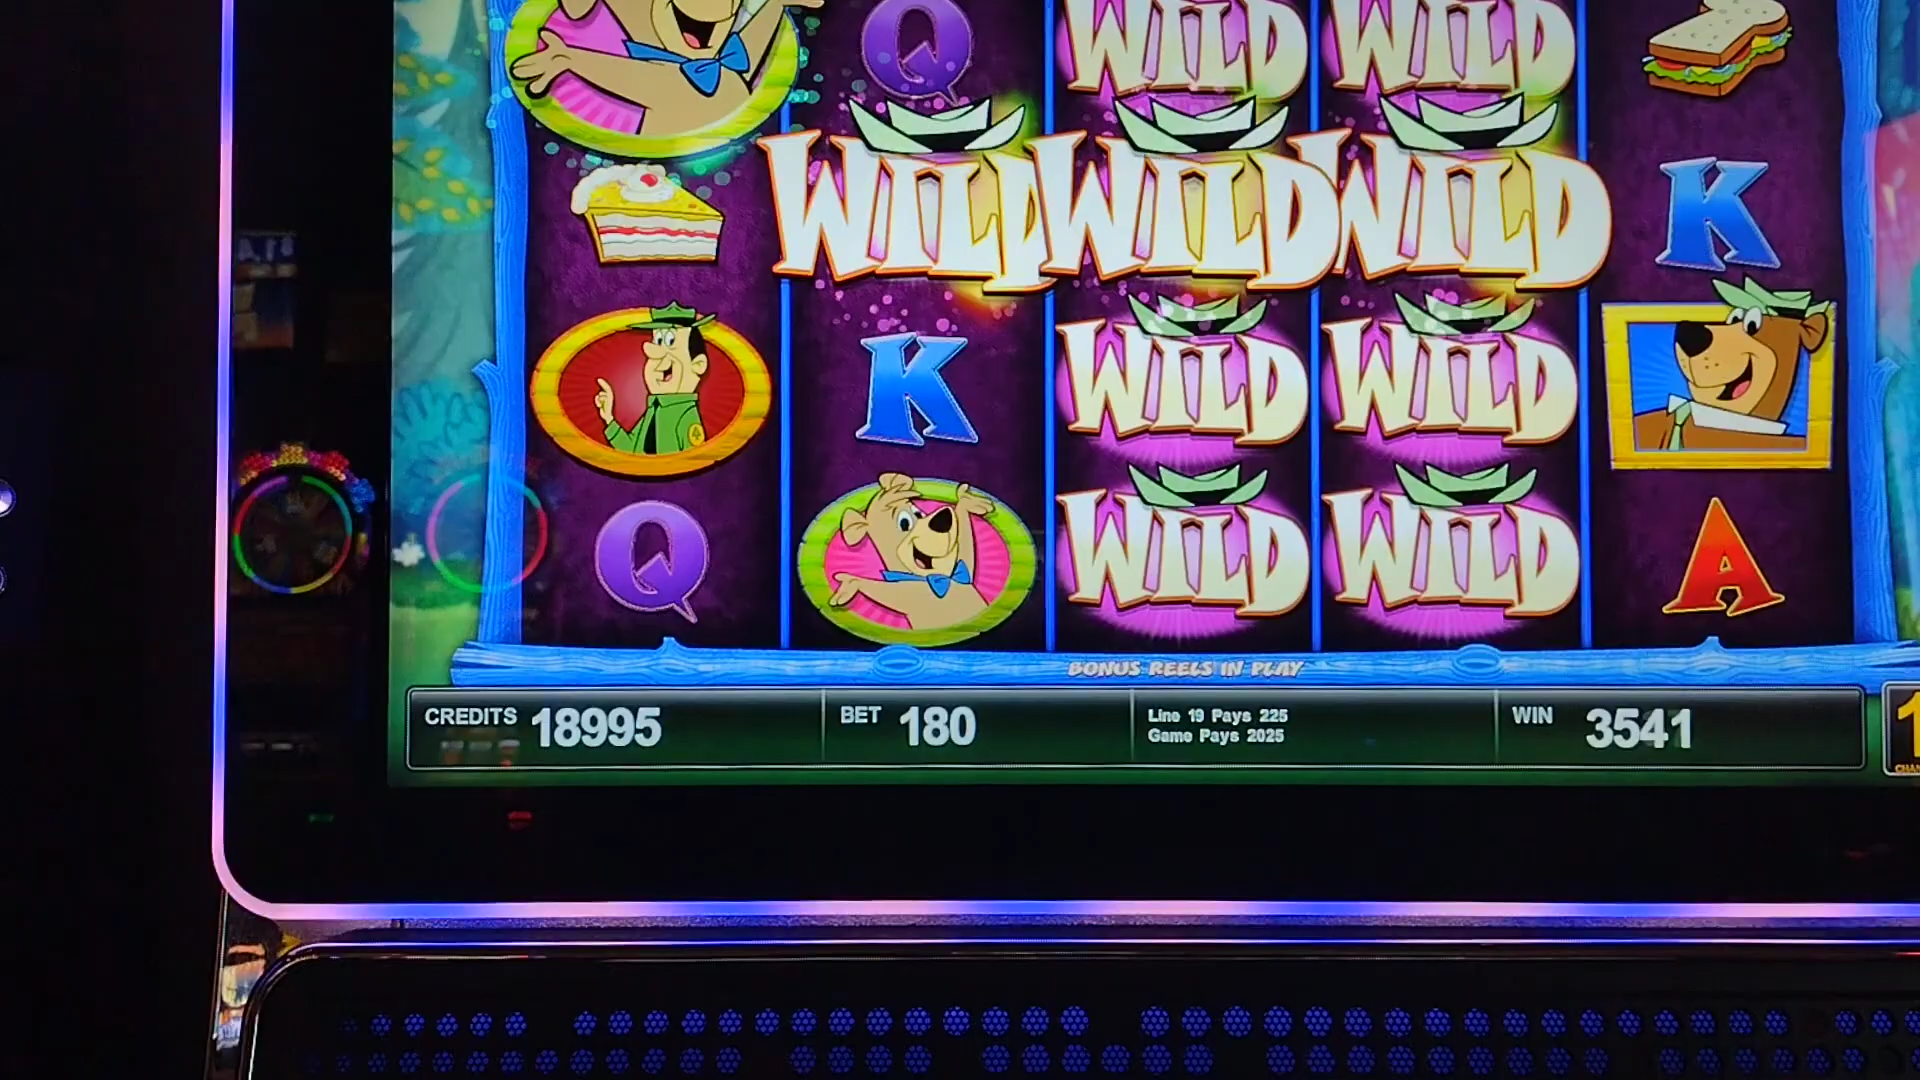 Q WILD WILD
WILD WILD WILD K
K WILD WILD
Q WILD WILD A
BONUS REELS IN PLAY
CREDITS 18995 BET 180 Line 19 Pays 225 WIN 3541
Game Pays 2025